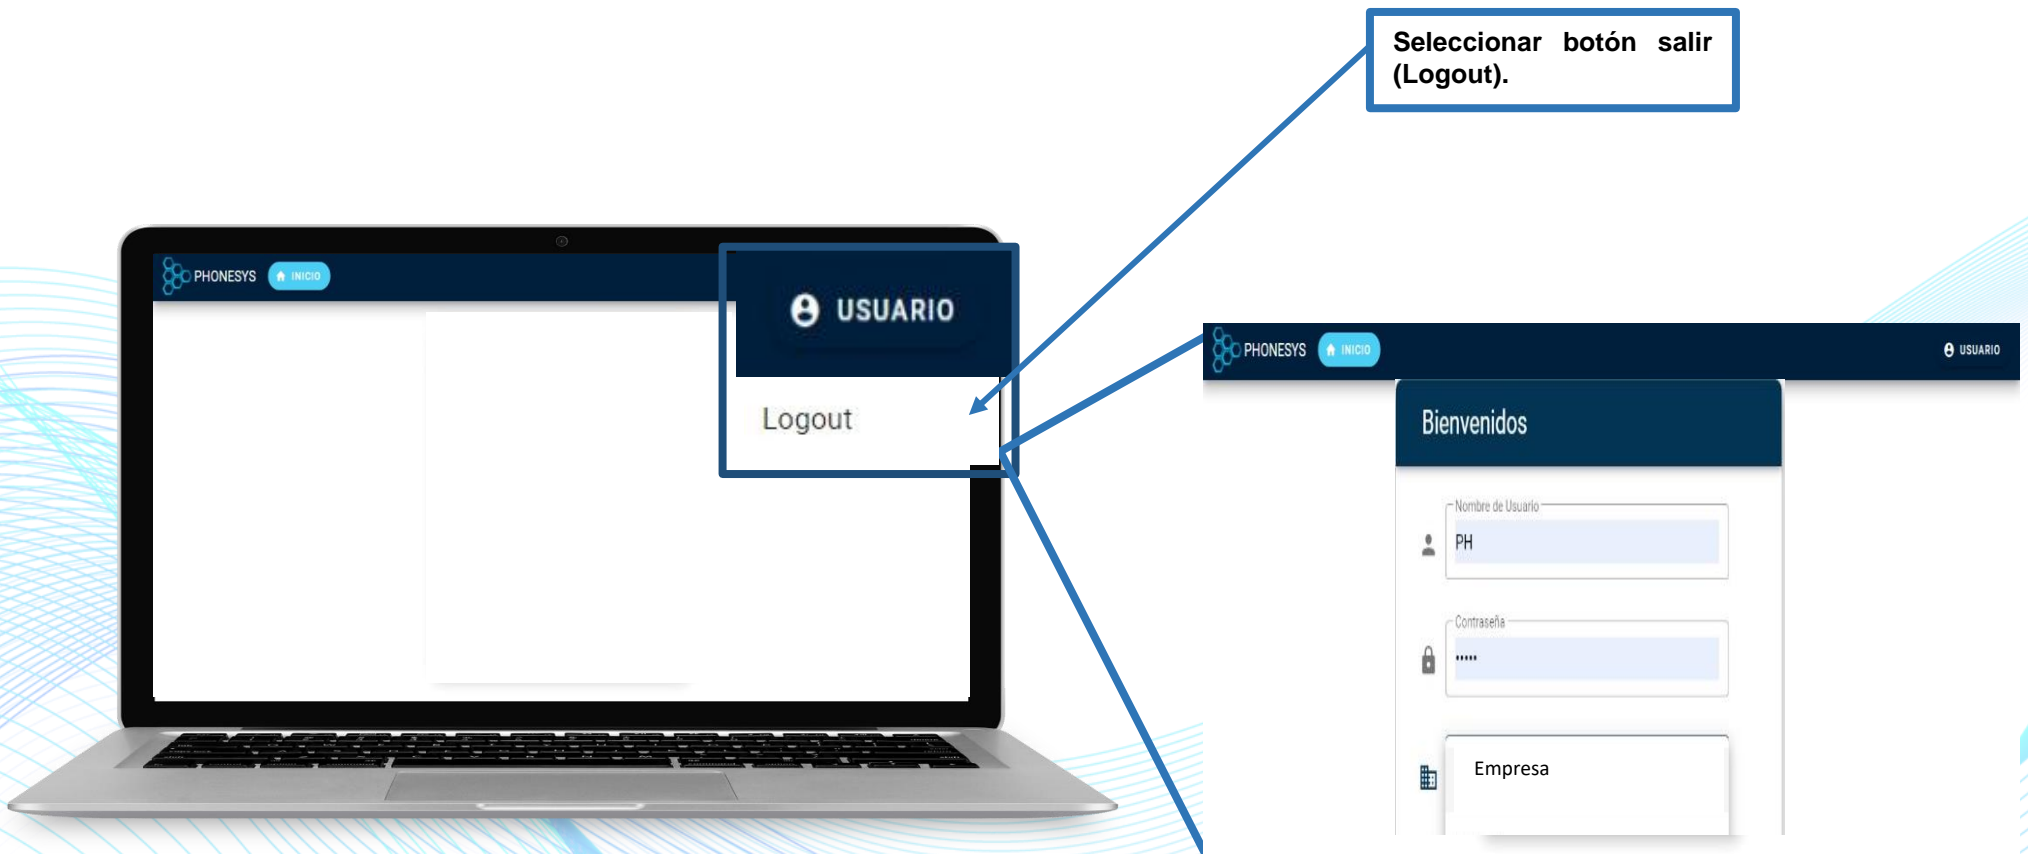 Seleccionar botón salir
(Logout).
PHONESYS
INICIO
USUARIO
Logout
PHONESYS
INICIO
USUARIO
Bienvenidos
Nombre de Usuario
PH
Contraseña
•••••
Empresa